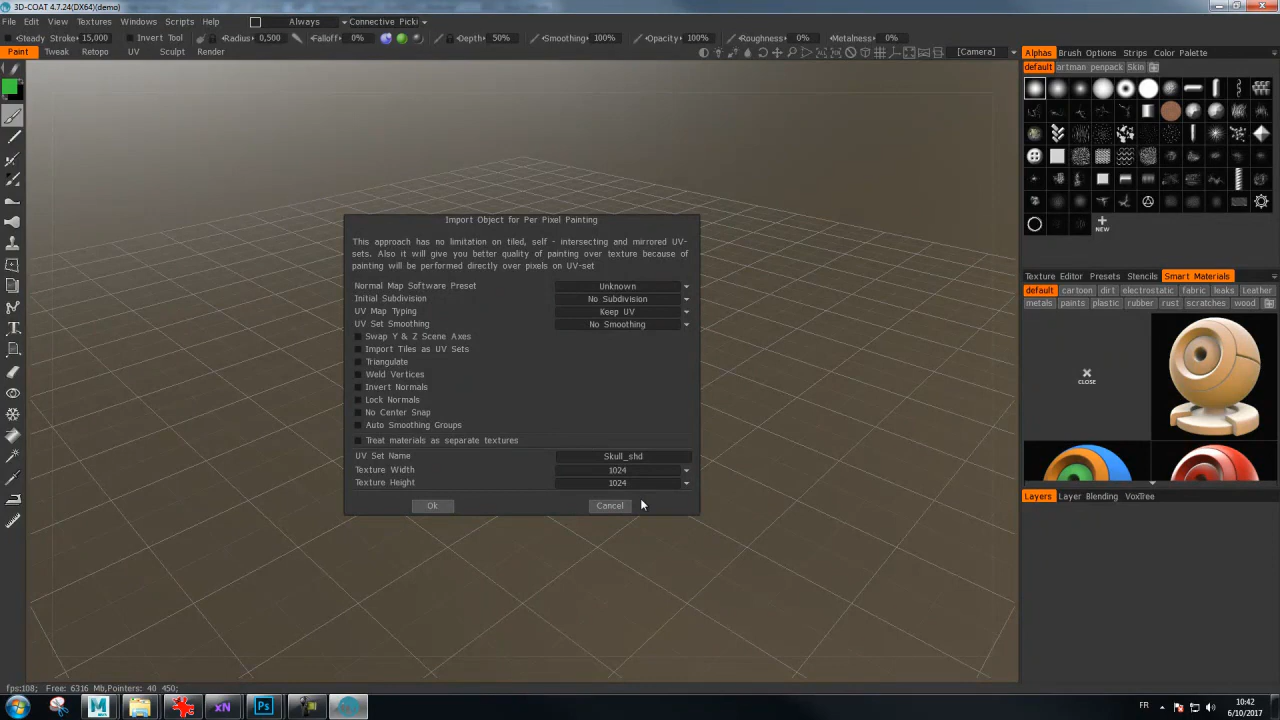 3D-COAT 4.7.24(DX64)(demo)
File Edit View Textures Windows Scripts Help Always Connective Picki
Steady Stroke 15,000 Invert Tool Radius 0,500 Falloff 0% Depth 50% Smoothing 100% Opacity 100% Roughness 0% Metalness 0%
Paint Tweak Retopo UV Sculpt Render [Camera]
Alphas Brush Options Strips Color Palette
default artman penpack Skin
NEW
Import Object for Per Pixel Painting
This approach has no limitation on tiled, self - intersecting and mirrored UV-
sets. Also it will give you better quality of painting over texture because of
painting will be performed directly over pixels on UV-set
Normal Map Software Preset Unknown
Initial Subdivision No Subdivision
UV Map Typing Keep UV
UV Set Smoothing No Smoothing
Swap Y & Z Scene Axes
Import Tiles as UV Sets
Triangulate
Weld Vertices
Invert Normals
Lock Normals
No Center Snap
Auto Smoothing Groups
Treat materials as separate textures
UV Set Name Skull_shd
Texture Width 1024
Texture Height 1024
Ok Cancel
Texture Editor Presets Stencils Smart Materials
default cartoon dirt electrostatic fabric leaks Leather
metals paints plastic rubber rust scratches wood
CLOSE
Layers Layer Blending VoxTree
fps:108; Free: 6316 Mb,Pointers: 40 450;
M xN Ps
FR 10:42
6/10/2017